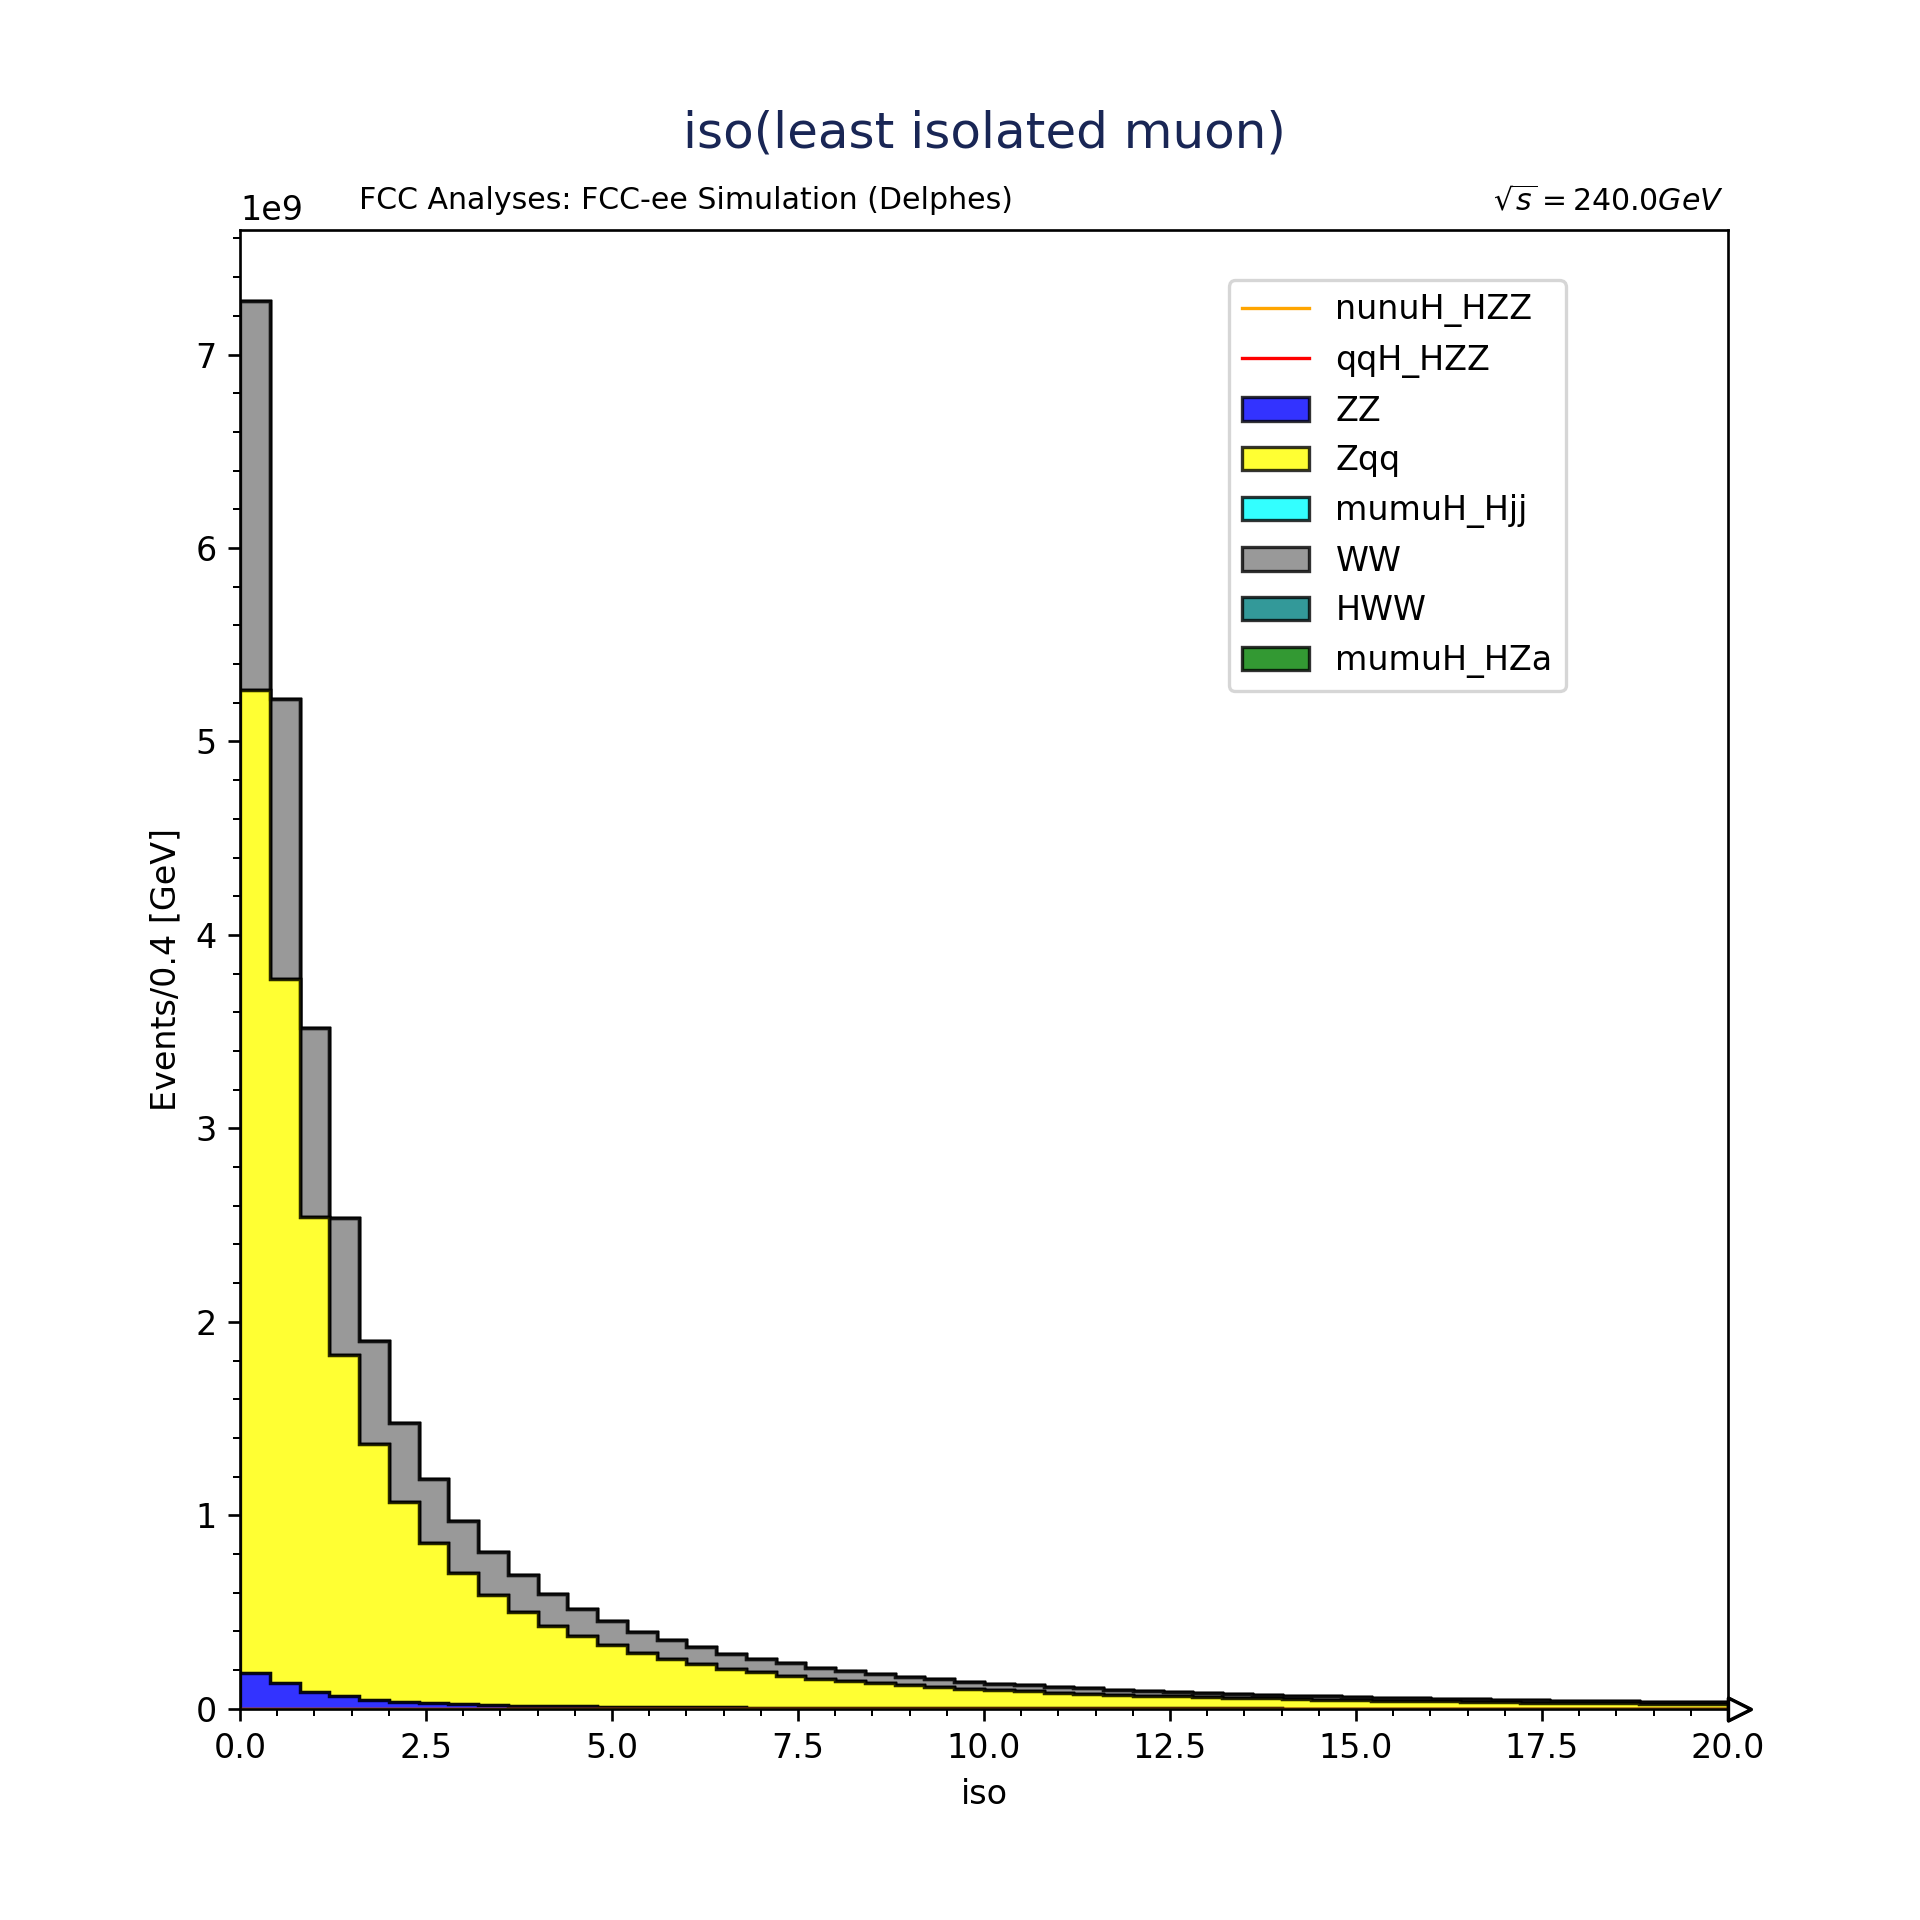 iso(least isolated muon)
1e9
FCC Analyses: FCC-ee Simulation (Delphes)
√s = 240.0GeV
nunuH_HZZ
qqH_HZZ
ZZ
Zqq
mumuH_Hjj
WW
HWW
mumuH_HZa
7
6
5
4
3
2
1
0
Events/0.4 [GeV]
0.0 2.5 5.0 7.5 10.0 12.5 15.0 17.5 20.0
iso